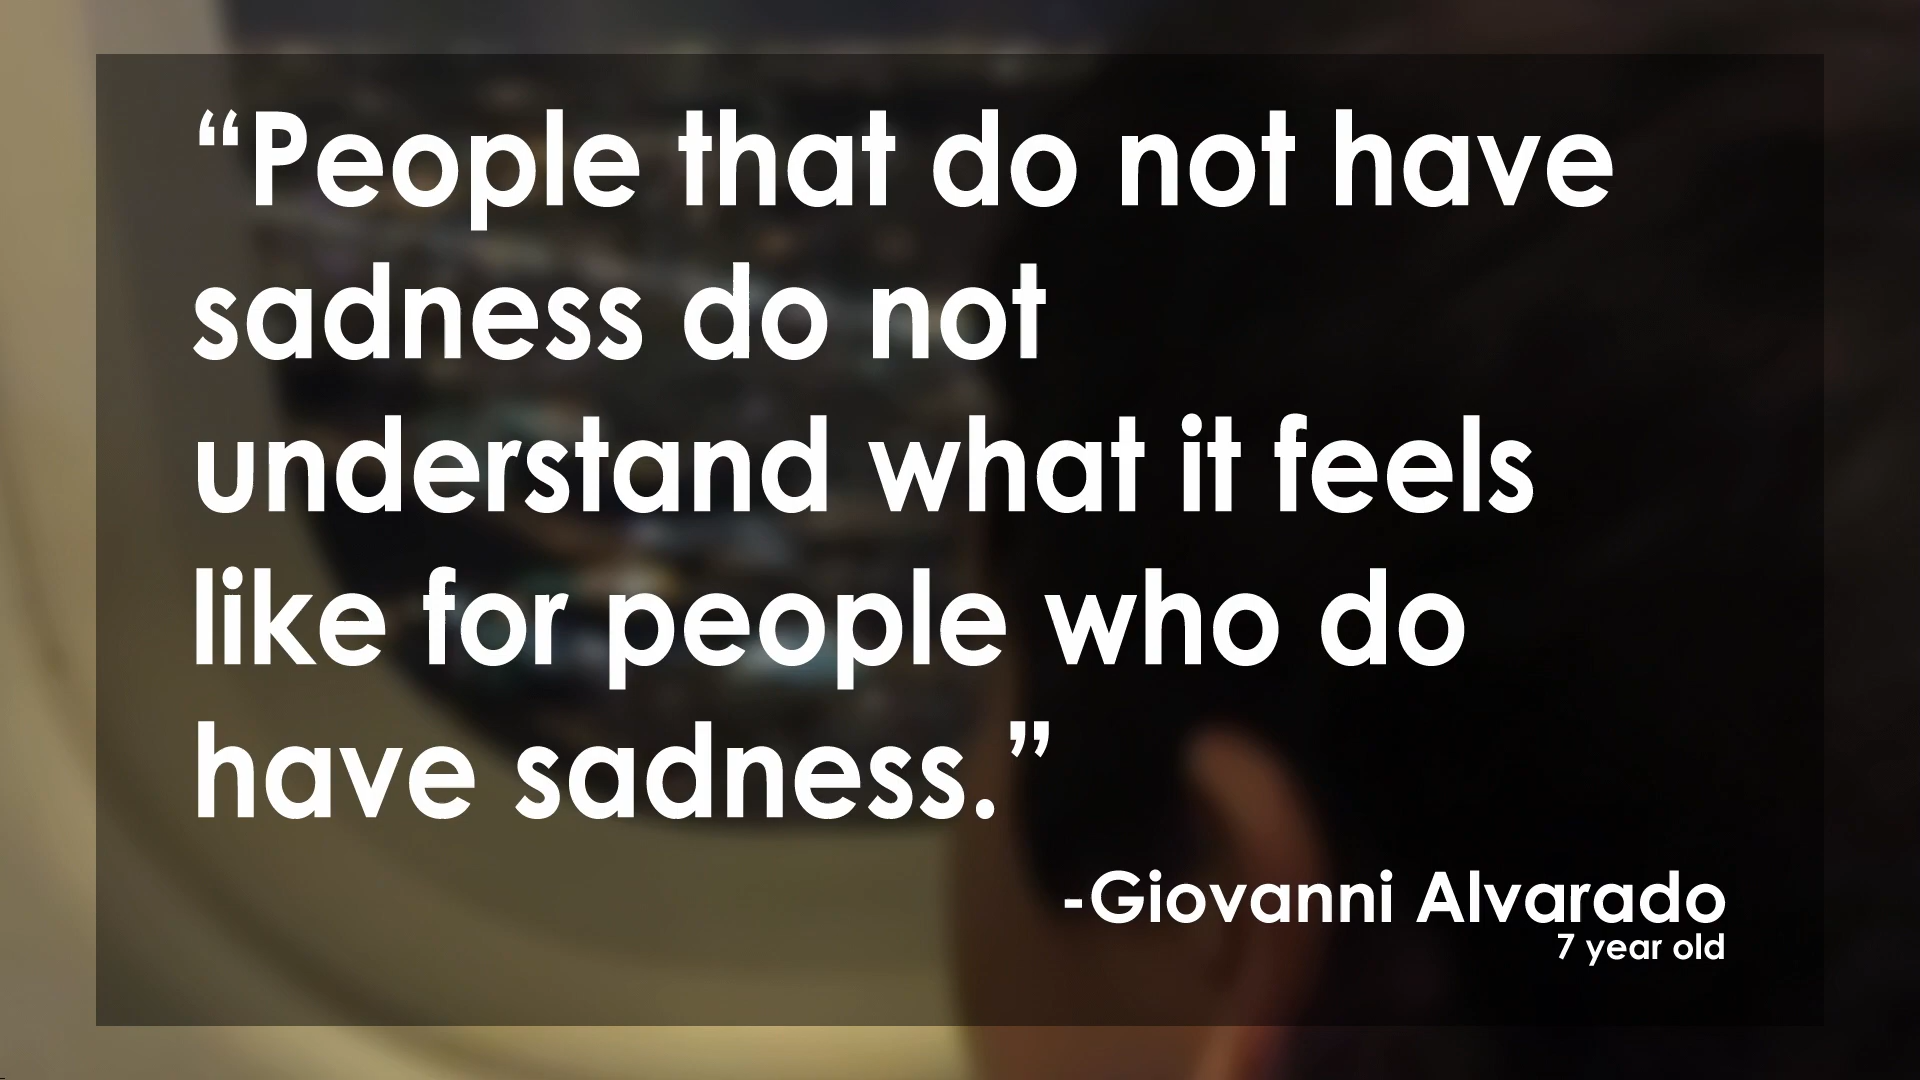 “People that do not have
sadness do not
understand what it feels
like for people who do
have sadness.”
-Giovanni Alvarado
7 year old